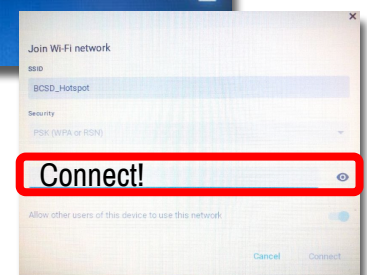 Join Wi-Fi network
SSID
BCSD_Hotspot
Security
PSK (WPA or RSN)
Connect!
Allow other users of this device to use this network
Cancel Connect